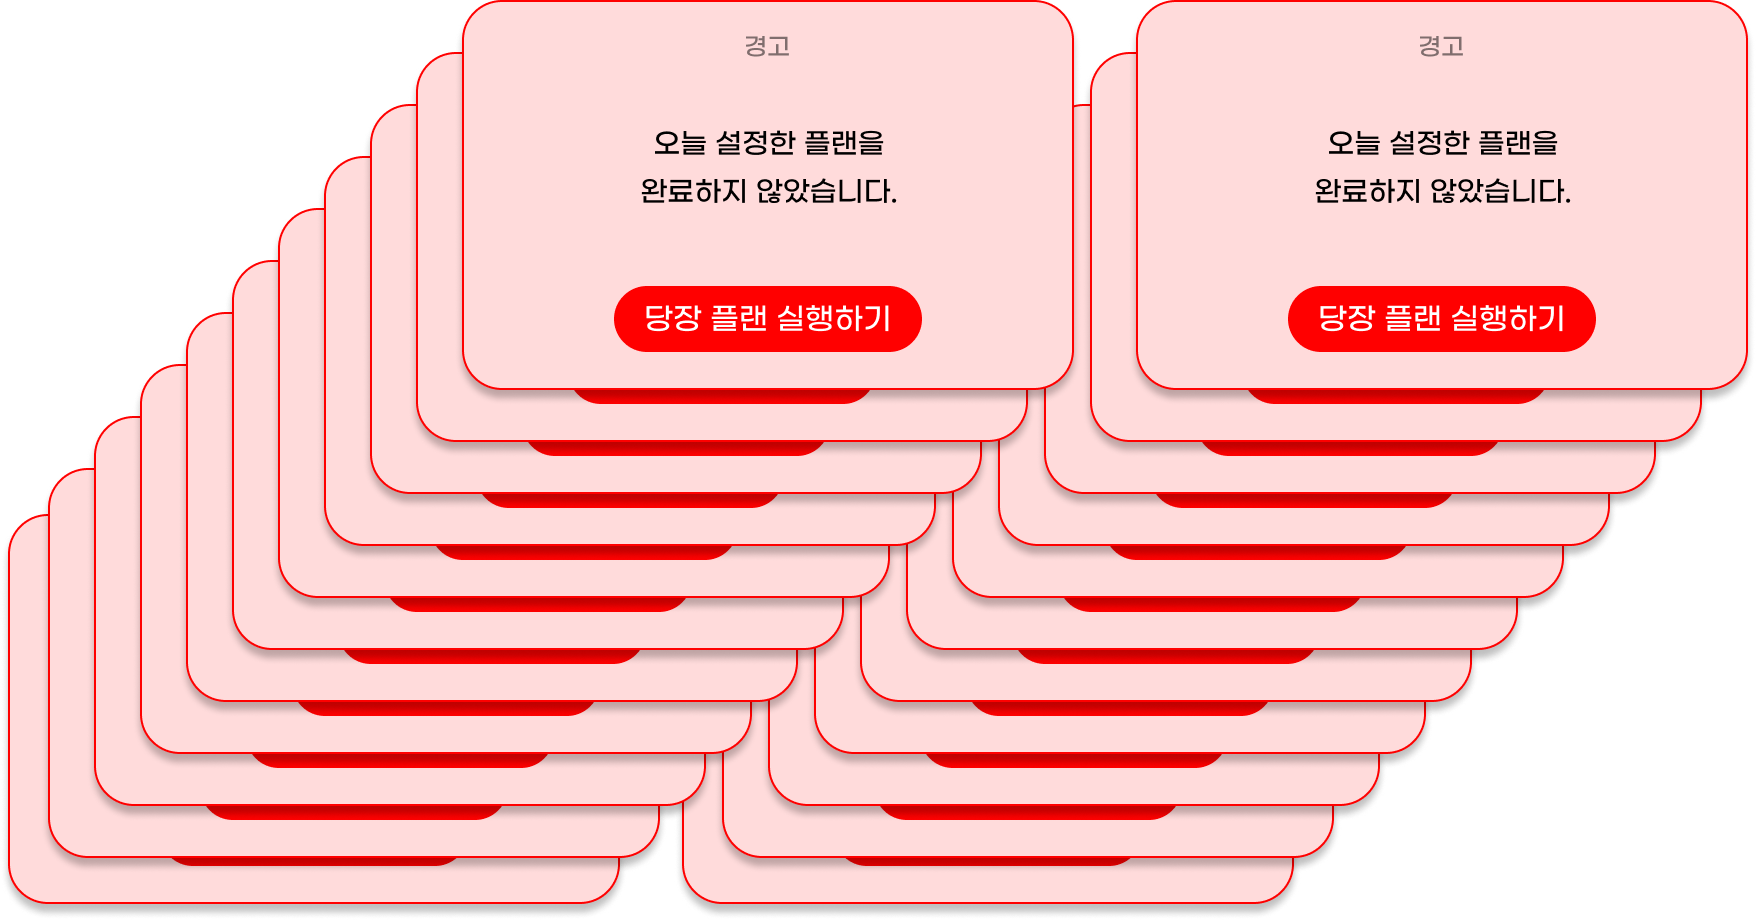 경고
오늘 설정한 플랜을
완료하지 않았습니다.
당장 플랜 실행하기
경고
오늘 설정한 플랜을
완료하지 않았습니다.
당장 플랜 실행하기